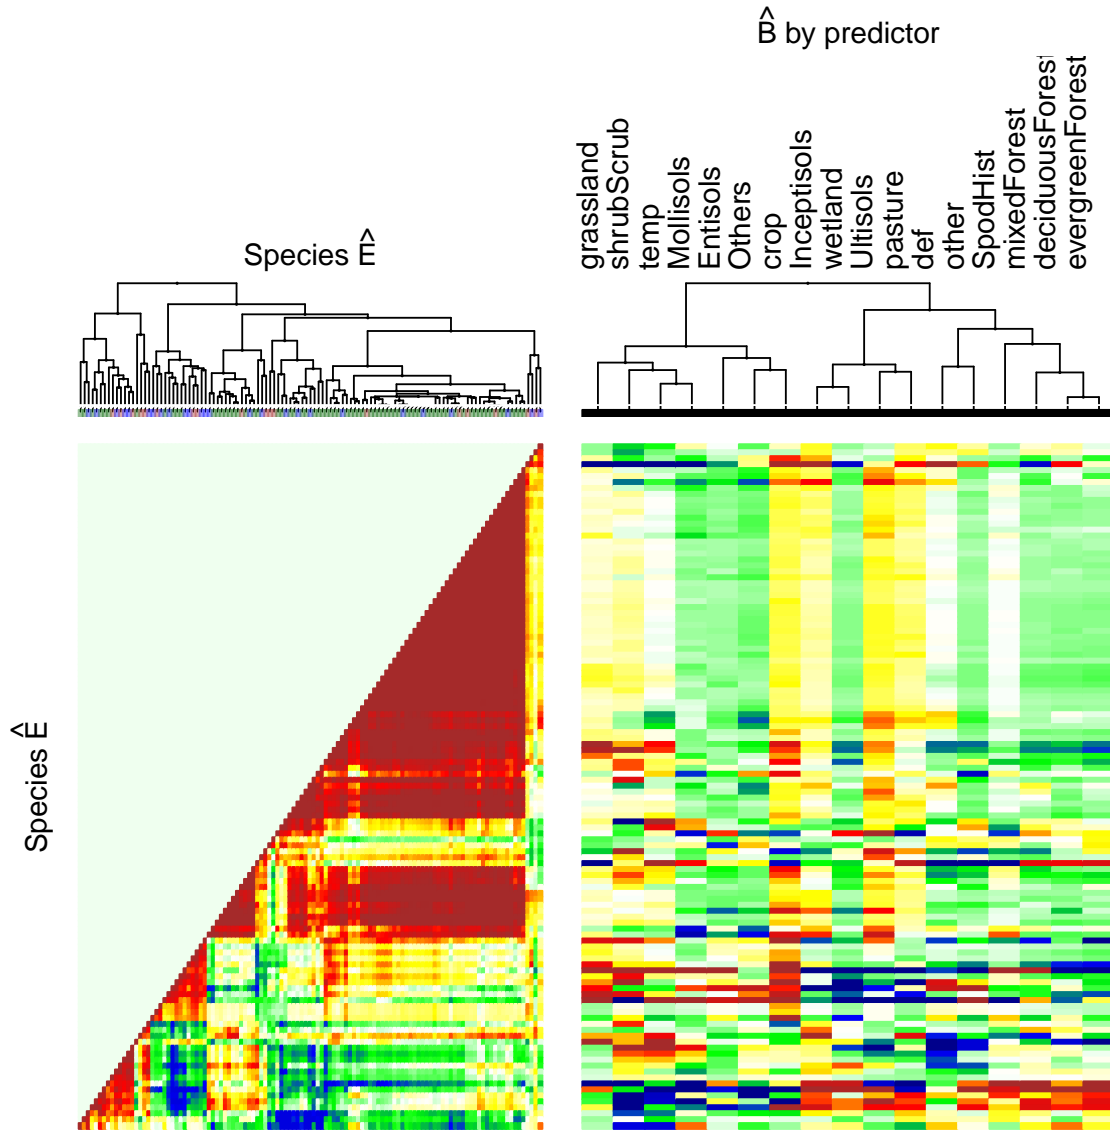 B̂ by predictor
grassland
shrubScrub
temp
Mollisols
Entisols
Others
crop
Inceptisols
wetland
Ultisols
pasture
def
other
SpodHist
mixedForest
deciduousForest
evergreenForest
Species Ê
Species Ê